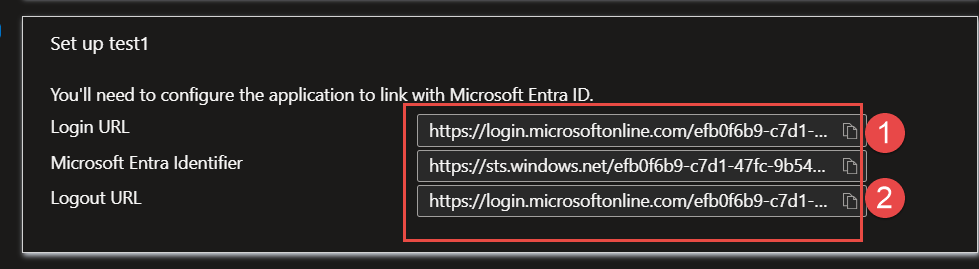 Set up test1
You'll need to configure the application to link with Microsoft Entra ID.
Login URL https://login.microsoftonline.com/efb0f6b9-c7d1-... 1
Microsoft Entra Identifier https://sts.windows.net/efb0f6b9-c7d1-47fc-9b54...
Logout URL https://login.microsoftonline.com/efb0f6b9-c7d1-... 2